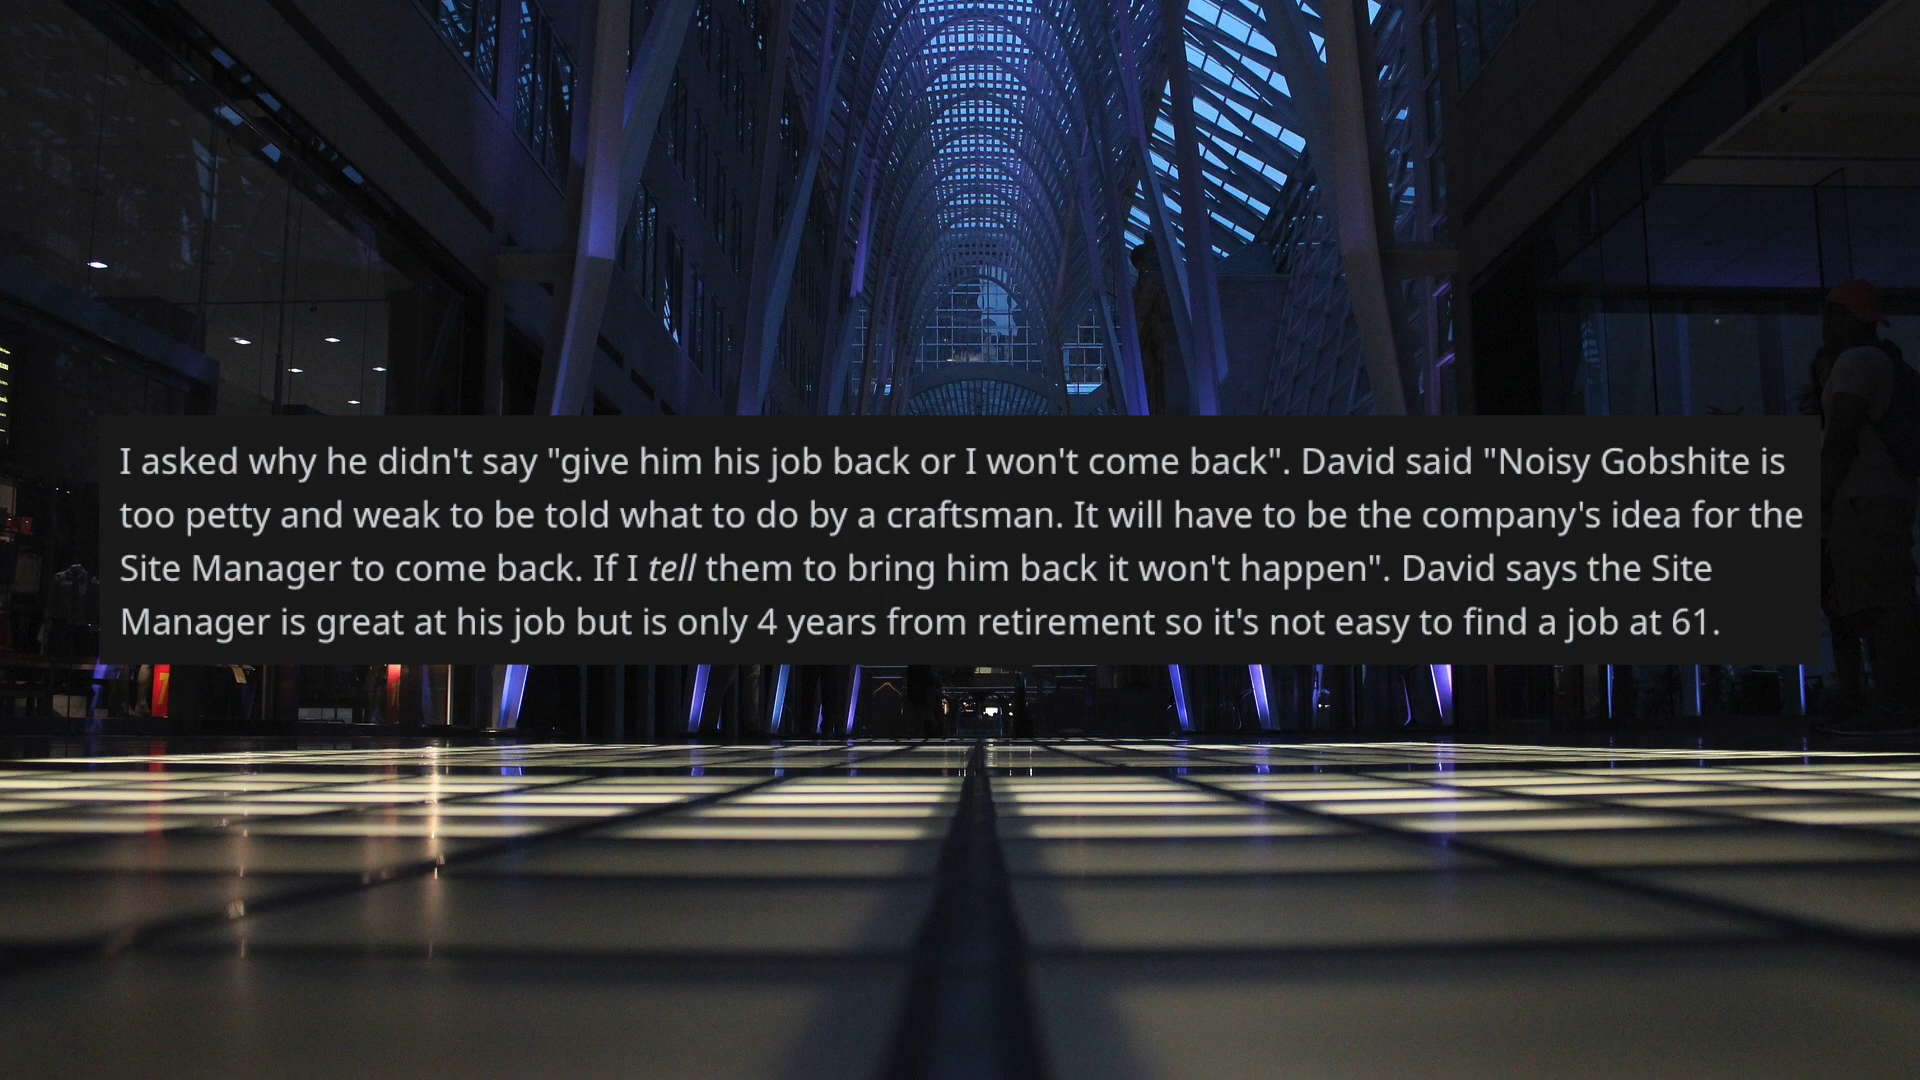 I asked why he didn't say "give him his job back or I won't come back". David said "Noisy Gobshite is
too petty and weak to be told what to do by a craftsman. It will have to be the company's idea for the
Site Manager to come back. If I tell them to bring him back it won't happen". David says the Site
Manager is great at his job but is only 4 years from retirement so it's not easy to find a job at 61.